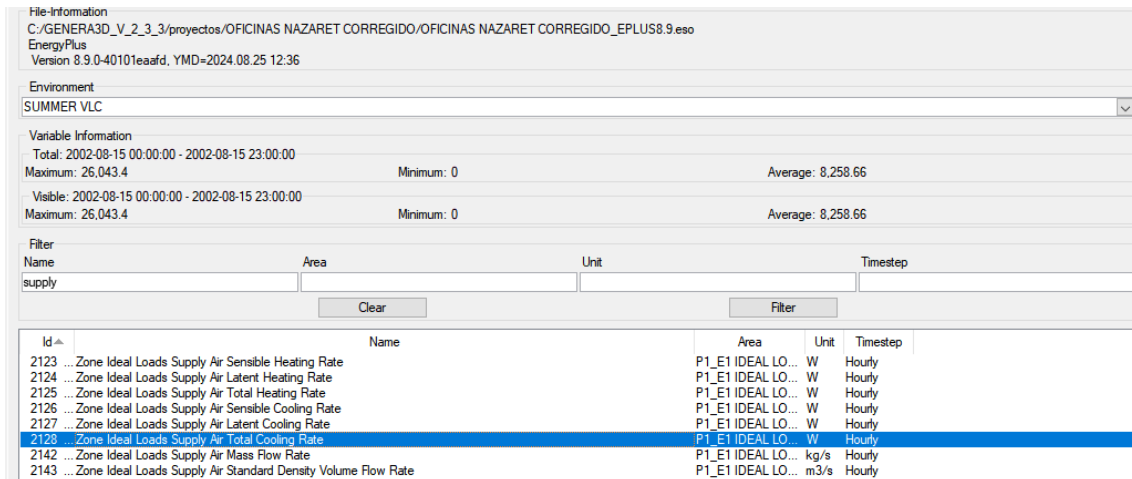 File-Information
C:/GENERA3D_V_2_3_3/proyectos/OFICINAS NAZARET CORREGIDO/OFICINAS NAZARET CORREGIDO_EPLUS8.9.eso
EnergyPlus
Version 8.9.0-40101eaafd, YMD=2024.08.25 12:36
Environment
SUMMER VLC
Variable Information
Total: 2002-08-15 00:00:00 - 2002-08-15 23:00:00
Maximum: 26,043.4 Minimum: 0 Average: 8,258.66
Visible: 2002-08-15 00:00:00 - 2002-08-15 23:00:00
Maximum: 26,043.4 Minimum: 0 Average: 8,258.66
Filter
Name Area Unit Timestep
supply
Clear Filter
Id Name Area Unit Timestep
2123 ... Zone Ideal Loads Supply Air Sensible Heating Rate P1_E1 IDEAL LO... W Hourly
2124 ... Zone Ideal Loads Supply Air Latent Heating Rate P1_E1 IDEAL LO... W Hourly
2125 ... Zone Ideal Loads Supply Air Total Heating Rate P1_E1 IDEAL LO... W Hourly
2126 ... Zone Ideal Loads Supply Air Sensible Cooling Rate P1_E1 IDEAL LO... W Hourly
2127 ... Zone Ideal Loads Supply Air Latent Cooling Rate P1_E1 IDEAL LO... W Hourly
2128 ... Zone Ideal Loads Supply Air Total Cooling Rate P1_E1 IDEAL LO... W Hourly
2142 ... Zone Ideal Loads Supply Air Mass Flow Rate P1_E1 IDEAL LO... kg/s Hourly
2143 ... Zone Ideal Loads Supply Air Standard Density Volume Flow Rate P1_E1 IDEAL LO... m3/s Hourly